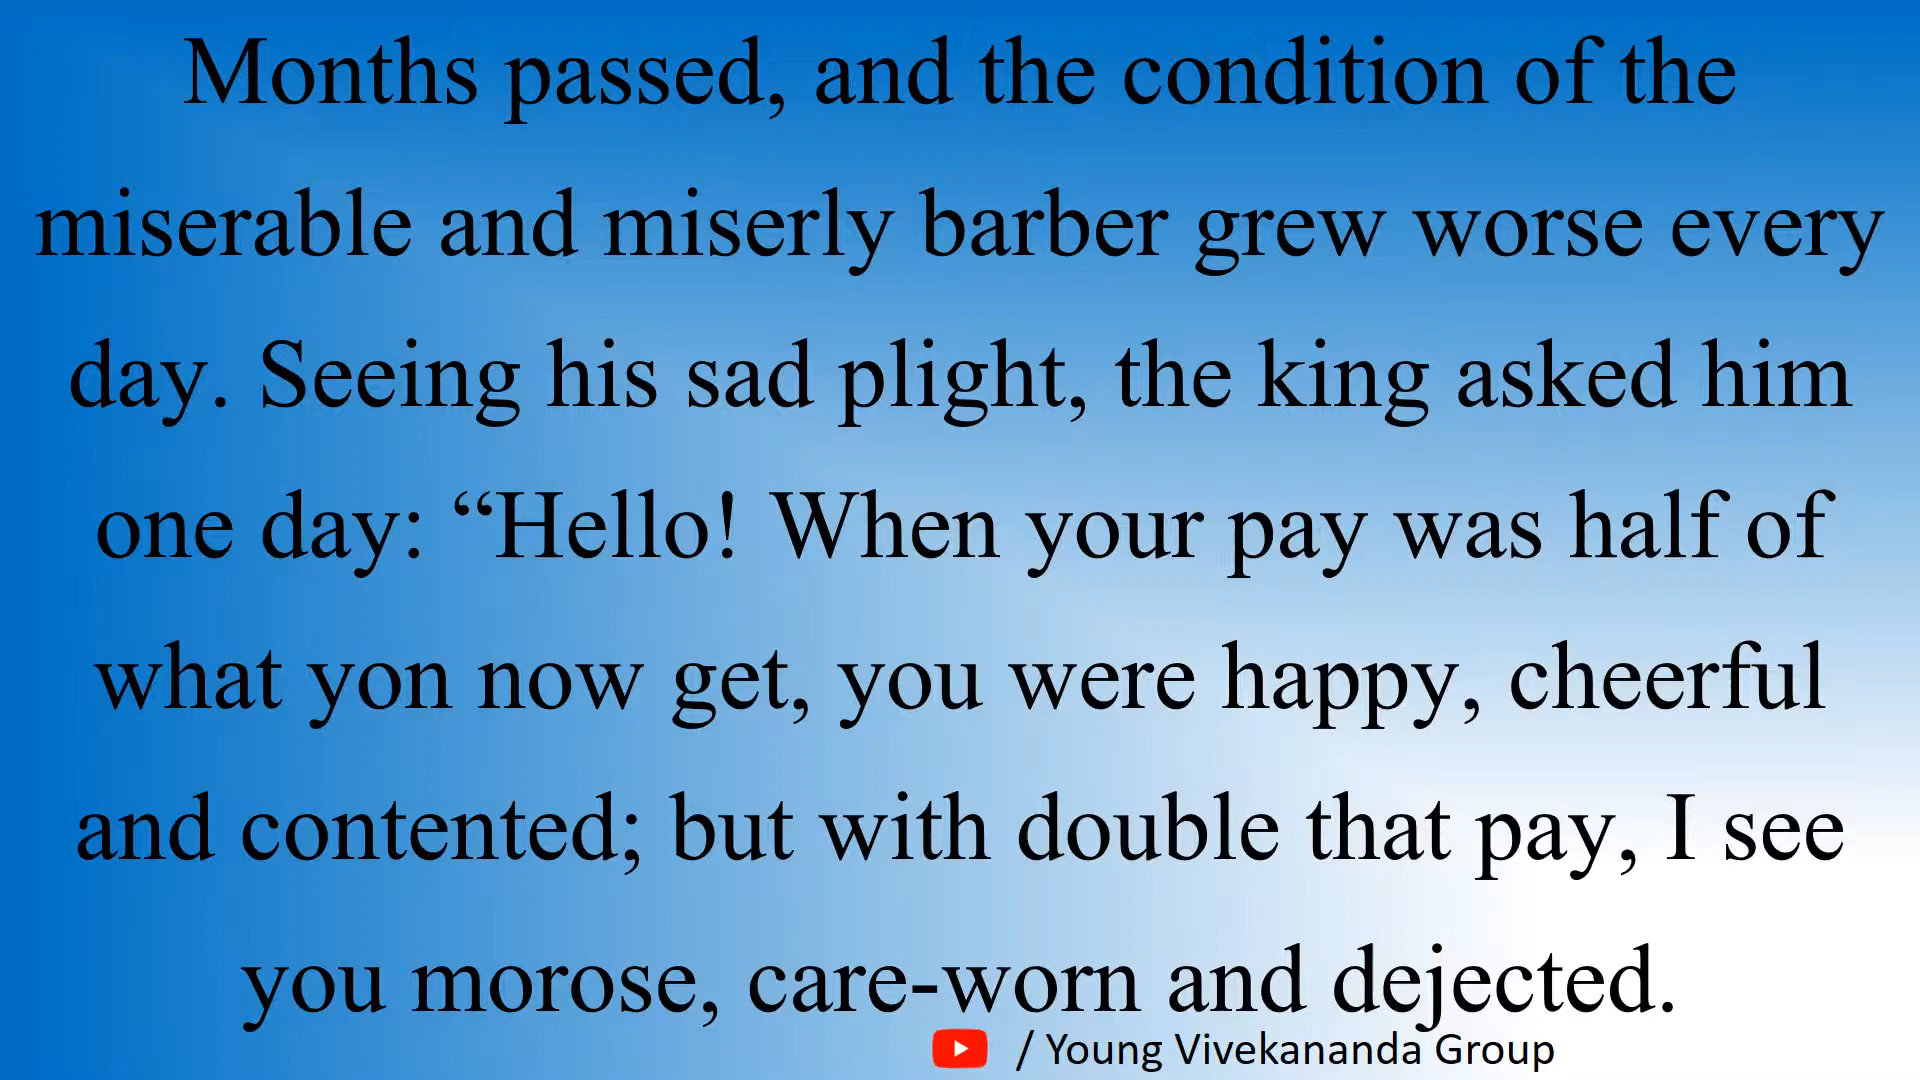 Months passed, and the condition of the
miserable and miserly barber grew worse every
day. Seeing his sad plight, the king asked him
one day: “Hello! When your pay was half of
what yon now get, you were happy, cheerful
and contented; but with double that pay, I see
you morose, care-worn and dejected.
/ Young Vivekananda Group